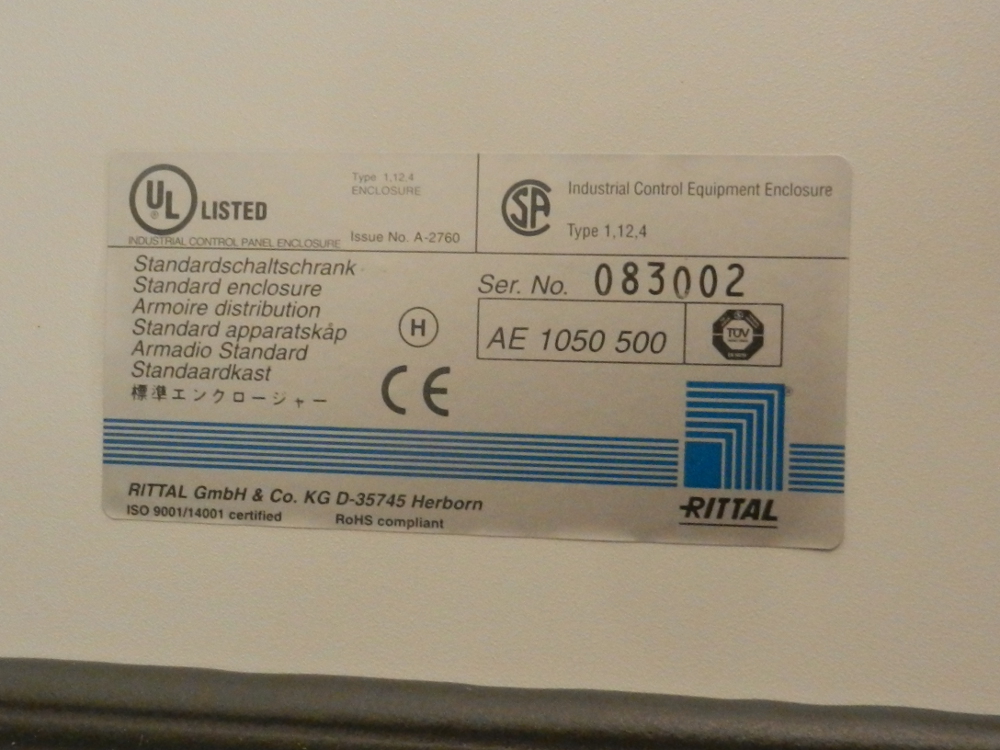 UL
®
LISTED
Type 1,12,4
ENCLOSURE
INDUSTRIAL CONTROL PANEL ENCLOSURE
Issue No. A-2760
SA
Industrial Control Equipment Enclosure
Type 1,12,4
Standardschaltschrank
Standard enclosure
Armoire distribution
Standard apparatskåp
Armadio Standard
Standaardkast
標準エンクロージャー
H
CE
Ser. No. 083002
AE 1050 500
TÜV
®
RITTAL
RITTAL GmbH & Co. KG D-35745 Herborn
ISO 9001/14001 certified
RoHS compliant